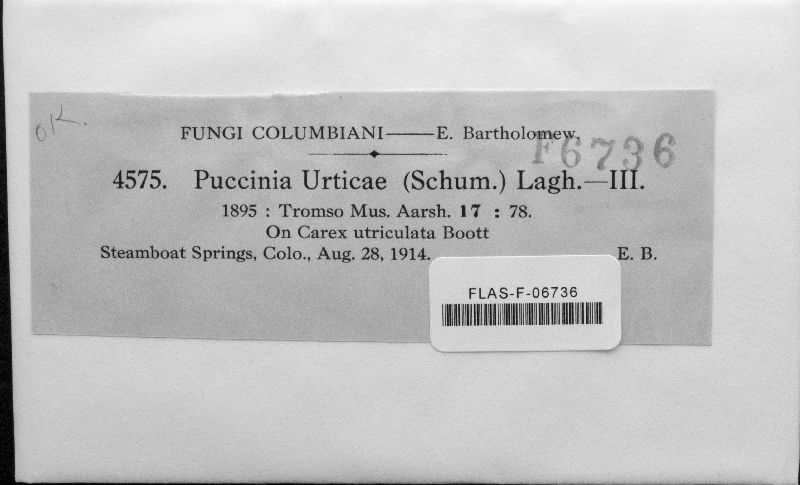 OK.
FUNGI COLUMBIANI——E. Bartholomew.
F6736
4575. Puccinia Urticae (Schum.) Lagh.—III.
1895 : Tromso Mus. Aarsh. 17 : 78.
On Carex utriculata Boott
Steamboat Springs, Colo., Aug. 28, 1914. E. B.
FLAS-F-06736